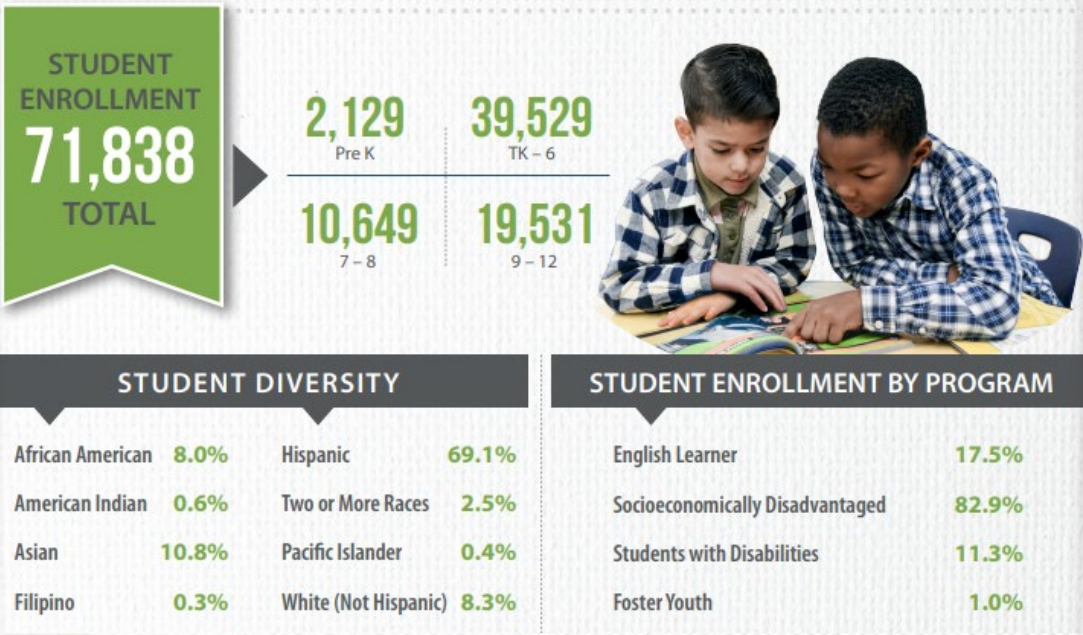 STUDENT
ENROLLMENT
71,838
TOTAL
2,129
Pre K
39,529
TK – 6
10,649
7 – 8
19,531
9 – 12
STUDENT DIVERSITY
African American 8.0%
American Indian 0.6%
Asian 10.8%
Filipino 0.3%
Hispanic 69.1%
Two or More Races 2.5%
Pacific Islander 0.4%
White (Not Hispanic) 8.3%
STUDENT ENROLLMENT BY PROGRAM
English Learner 17.5%
Socioeconomically Disadvantaged 82.9%
Students with Disabilities 11.3%
Foster Youth 1.0%